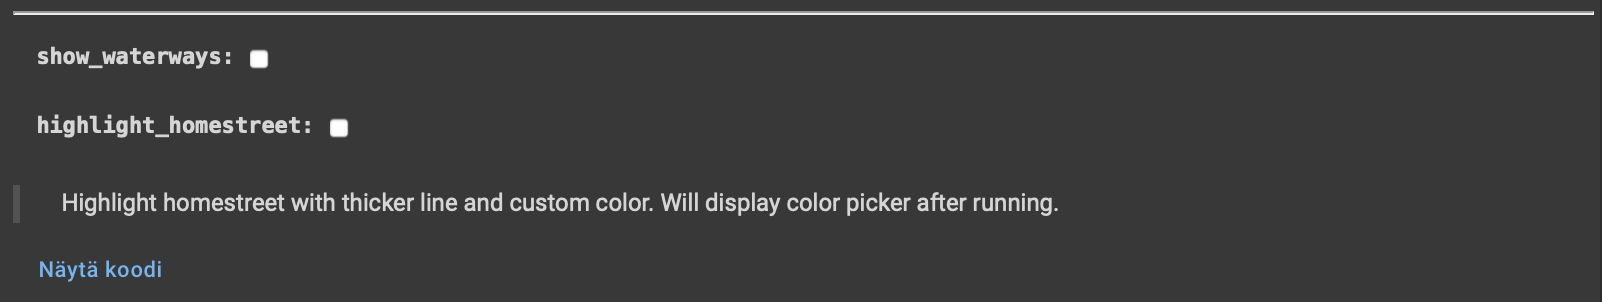 show_waterways:
highlight_homestreet:
Highlight homestreet with thicker line and custom color. Will display color picker after running.
Näytä koodi